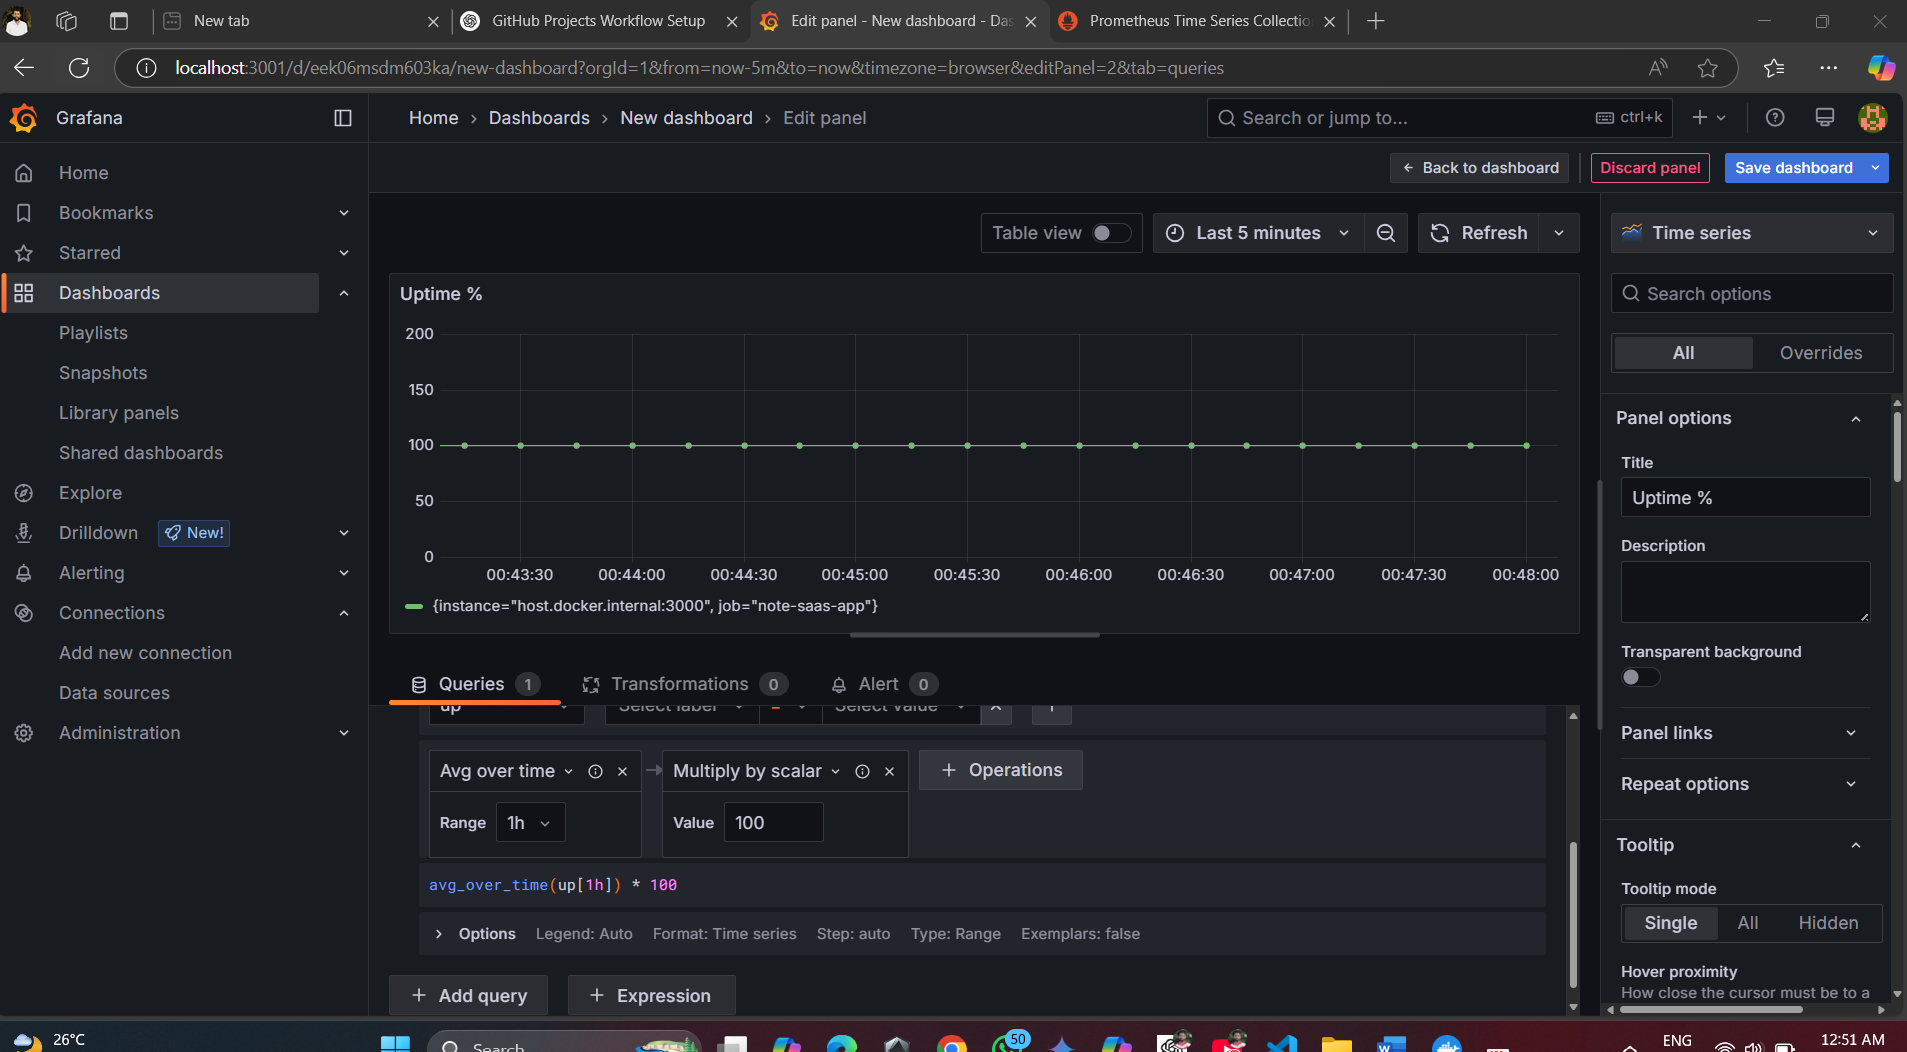 New tab
GitHub Projects Workflow Setup
Edit panel - New dashboard - Das
Prometheus Time Series Collectio
localhost:3001/d/eek06msdm603ka/new-dashboard?orgId=1&from=now-5m&to=now&timezone=browser&editPanel=2&tab=queries
Grafana
Home › Dashboards › New dashboard › Edit panel
Search or jump to...
ctrl+k
← Back to dashboard
Discard panel
Save dashboard
Home
Bookmarks
Starred
Dashboards
Playlists
Snapshots
Library panels
Shared dashboards
Explore
Drilldown
New!
Alerting
Connections
Add new connection
Data sources
Administration
Table view
Last 5 minutes
Refresh
Uptime %
200
150
100
50
0
00:43:30 00:44:00 00:44:30 00:45:00 00:45:30 00:46:00 00:46:30 00:47:00 00:47:30 00:48:00
{instance="host.docker.internal:3000", job="note-saas-app"}
Queries 1
Transformations 0
Alert 0
up
Select label
=
Select value
Avg over time
Multiply by scalar
+ Operations
Range 1h
Value 100
avg_over_time(up[1h]) * 100
Options Legend: Auto Format: Time series Step: auto Type: Range Exemplars: false
+ Add query
+ Expression
Time series
Search options
All
Overrides
Panel options
Title
Uptime %
Description
Transparent background
Panel links
Repeat options
Tooltip
Tooltip mode
Single
All
Hidden
Hover proximity
How close the cursor must be to a
26°C
Search
50
ENG
12:51 AM